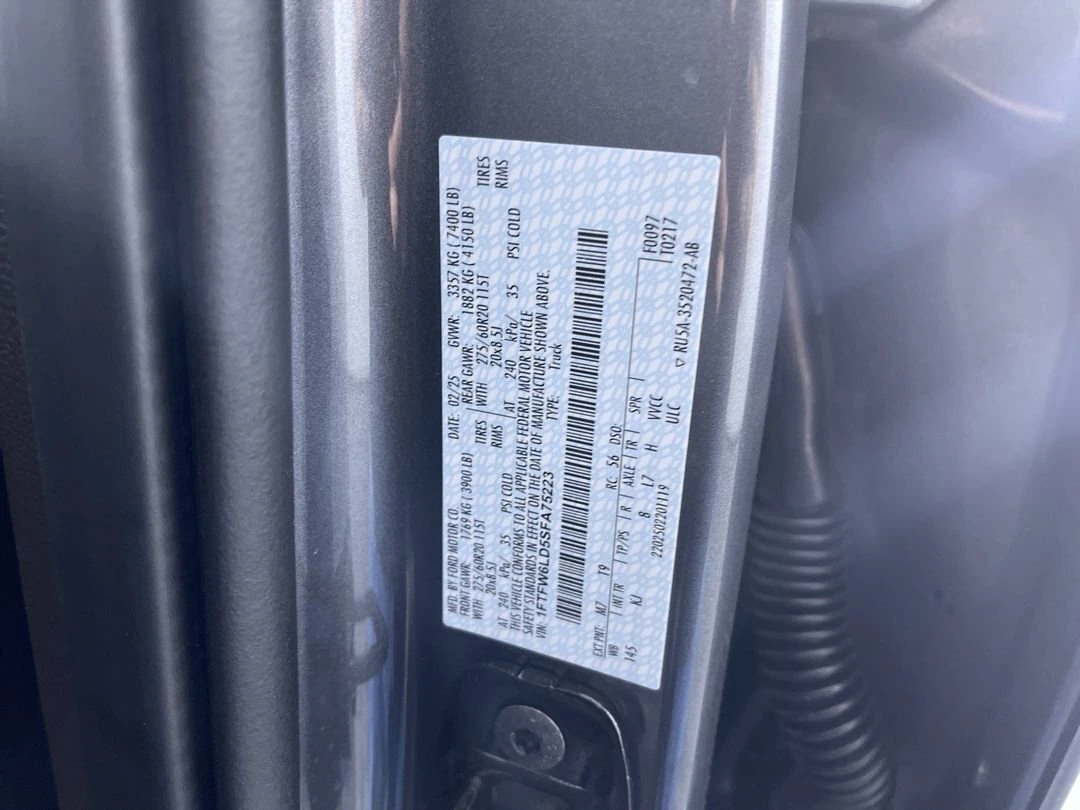 MFD. BY FORD MOTOR CO. DATE: 02/25 GVWR: 3357 KG ( 7400 LB)
FRONT GAWR: 1769 KG ( 3900 LB) REAR GAWR: 1882 KG ( 4150 LB)
WITH 275/60R20 115T TIRES WITH 275/60R20 115T TIRES
20x8.5J RIMS 20x8.5J RIMS
AT 240 kPa/ 35 PSI COLD AT 240 kPa/ 35 PSI COLD
THIS VEHICLE CONFORMS TO ALL APPLICABLE FEDERAL MOTOR VEHICLE
SAFETY STANDARDS IN EFFECT ON THE DATE OF MANUFACTURE SHOWN ABOVE.
VIN: 1FTFW6LD5SFA75223 TYPE: Truck
EXT PNT: M7 T9 RC: 56 DSO: F0097
WB INT TR TP/PS R AXLE TR SPR T0217
145 KJ B L7 H VVCC
2202502201119 ULC
▽ RU5A-3520472-AB